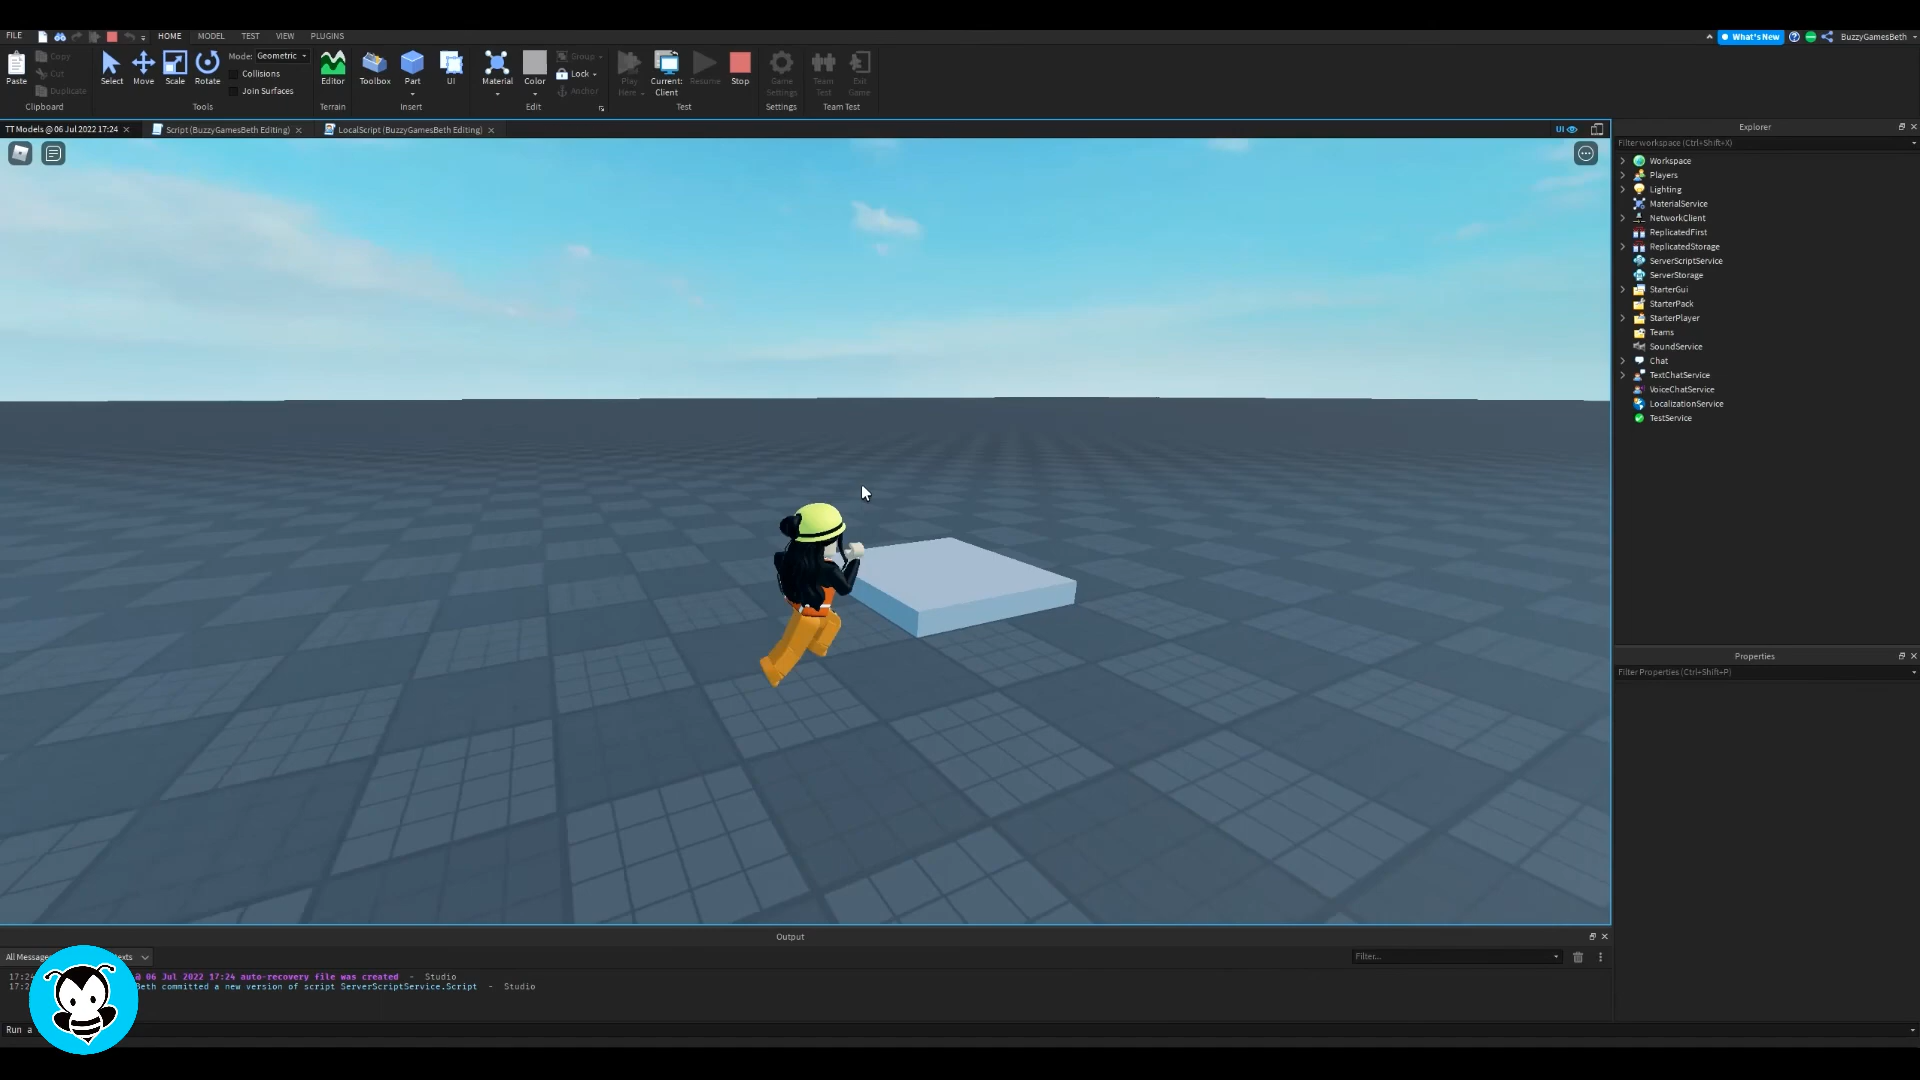 FILE HOME MODEL TEST VIEW PLUGINS What's New BuzzyGamesBeth
Paste Copy Cut Duplicate
Clipboard
Select Move Scale Rotate Mode: Geometric Collisions Join Surfaces
Tools
Editor
Terrain
Toolbox Part UI
Insert
Material Color Group Lock Anchor
Edit
Play Here Current: Client Resume Stop
Test
Game Settings
Settings
Team Test Exit Game
Team Test
TT Models @ 06 Jul 2022 17:24 Script (BuzzyGamesBeth Editing) LocalScript (BuzzyGamesBeth Editing) UI
Explorer
Filter workspace (Ctrl+Shift+X)
Workspace
Players
Lighting
MaterialService
NetworkClient
ReplicatedFirst
ReplicatedStorage
ServerScriptService
ServerStorage
StarterGui
StarterPack
StarterPlayer
Teams
SoundService
Chat
TextChatService
VoiceChatService
LocalizationService
TestService
Properties
Filter Properties (Ctrl+Shift+P)
Output
All Filter...
@ 06 Jul 2022 17:24 auto-recovery file was created - Studio
committed a new version of script ServerScriptService.Script - Studio
Run a